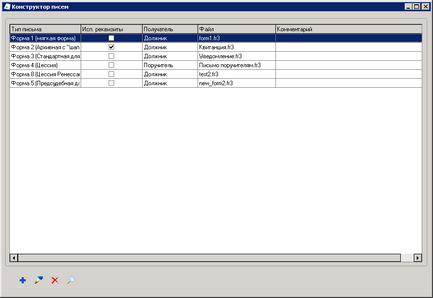 Конструктор писем
Тип письма Исп. реквизиты Получатель Файл Комментарий
Форма 1 (мягкая форма) Должник form1.fr3
Форма 2 (Архивная с "шап Должник Квитанция.fr3
Форма 3 (Стандартная для Должник Уведомление.fr3
Форма 4 (Цессия) Поручитель Письмо поручителям.fr3
Форма 8 (Цессия Ренессан Должник test2.fr3
Форма 5 (Предсудебная дл Должник new_form2.fr3